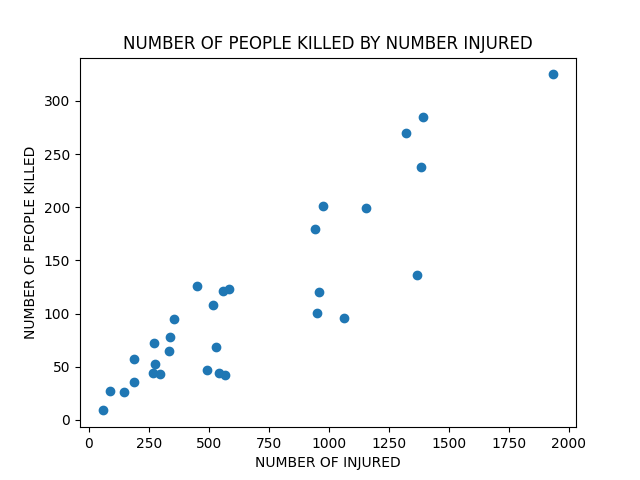 NUMBER OF PEOPLE KILLED BY NUMBER INJURED
NUMBER OF PEOPLE KILLED
300
250
200
150
100
50
0
0 250 500 750 1000 1250 1500 1750 2000
NUMBER OF INJURED